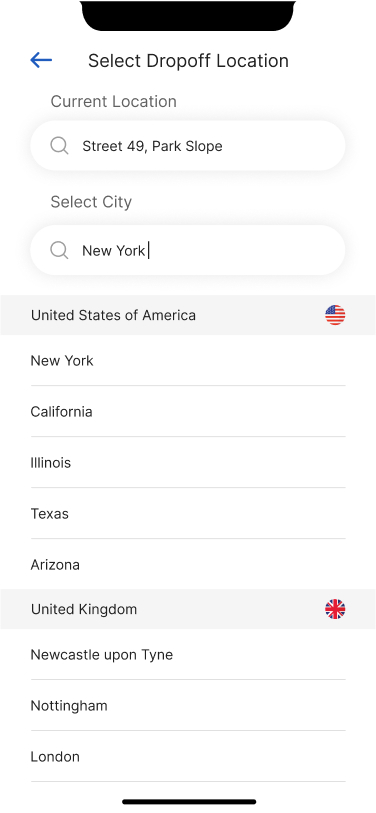 Select Dropoff Location
Current Location
Street 49, Park Slope
Select City
New York
United States of America
New York
California
Illinois
Texas
Arizona
United Kingdom
Newcastle upon Tyne
Nottingham
London